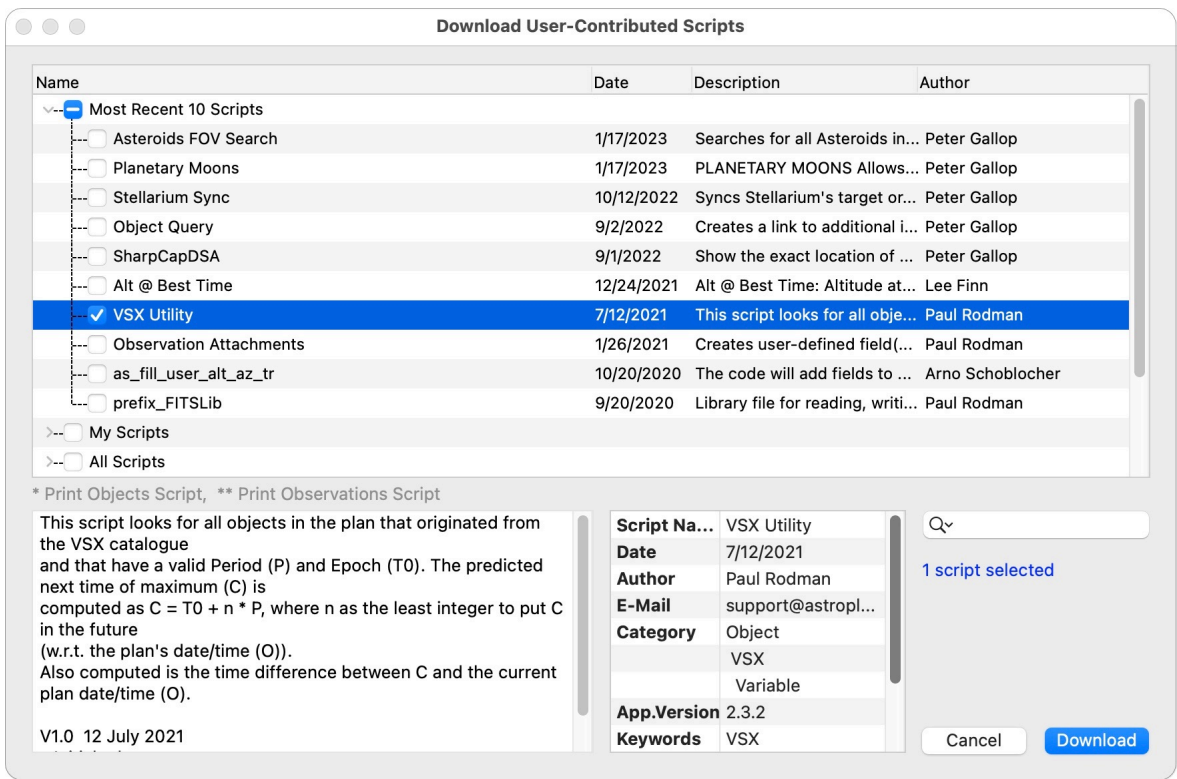 Download User-Contributed Scripts
Name Date Description Author
Most Recent 10 Scripts
Asteroids FOV Search 1/17/2023 Searches for all Asteroids in... Peter Gallop
Planetary Moons 1/17/2023 PLANETARY MOONS Allows... Peter Gallop
Stellarium Sync 10/12/2022 Syncs Stellarium's target or... Peter Gallop
Object Query 9/2/2022 Creates a link to additional i... Peter Gallop
SharpCapDSA 9/1/2022 Show the exact location of ... Peter Gallop
Alt @ Best Time 12/24/2021 Alt @ Best Time: Altitude at... Lee Finn
VSX Utility 7/12/2021 This script looks for all obje... Paul Rodman
Observation Attachments 1/26/2021 Creates user-defined field(... Paul Rodman
as_fill_user_alt_az_tr 10/20/2020 The code will add fields to ... Arno Schoblocher
prefix_FITSLib 9/20/2020 Library file for reading, writi... Paul Rodman
My Scripts
All Scripts
* Print Objects Script, ** Print Observations Script
This script looks for all objects in the plan that originated from
the VSX catalogue
and that have a valid Period (P) and Epoch (T0). The predicted
next time of maximum (C) is
computed as C = T0 + n * P, where n as the least integer to put C
in the future
(w.r.t. the plan's date/time (O)).
Also computed is the time difference between C and the current
plan date/time (O).
V1.0 12 July 2021
Script Na... VSX Utility
Date 7/12/2021
Author Paul Rodman
E-Mail support@astropl...
Category Object
VSX
Variable
App.Version 2.3.2
Keywords VSX
1 script selected
Cancel Download